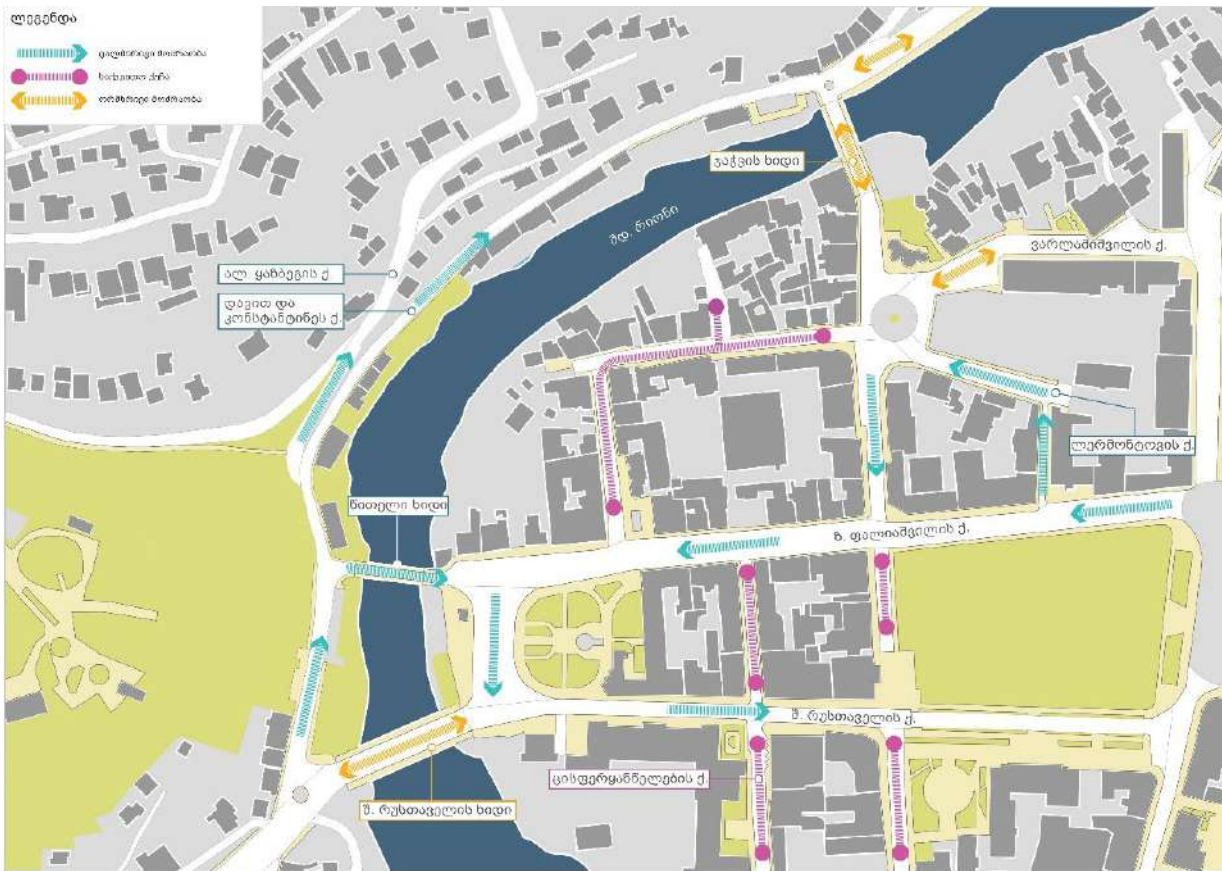 ლეგენდა
ცალმხრივი მოძრაობა
საქვეითო ქუჩა
ორმხრივი მოძრაობა
ჯაჭვის ხიდი
მდ. რიონი
ვარლამიშვილის ქ.
ალ. ყაზბეგის ქ.
დავით და
კონსტანტინეს ქ.
ლერმონტოვის ქ.
წითელი ხიდი
ზ. ფალიაშვილის ქ.
შ. რუსთაველის ქ.
ცისფერყანწელების ქ.
შ. რუსთაველის ხიდი